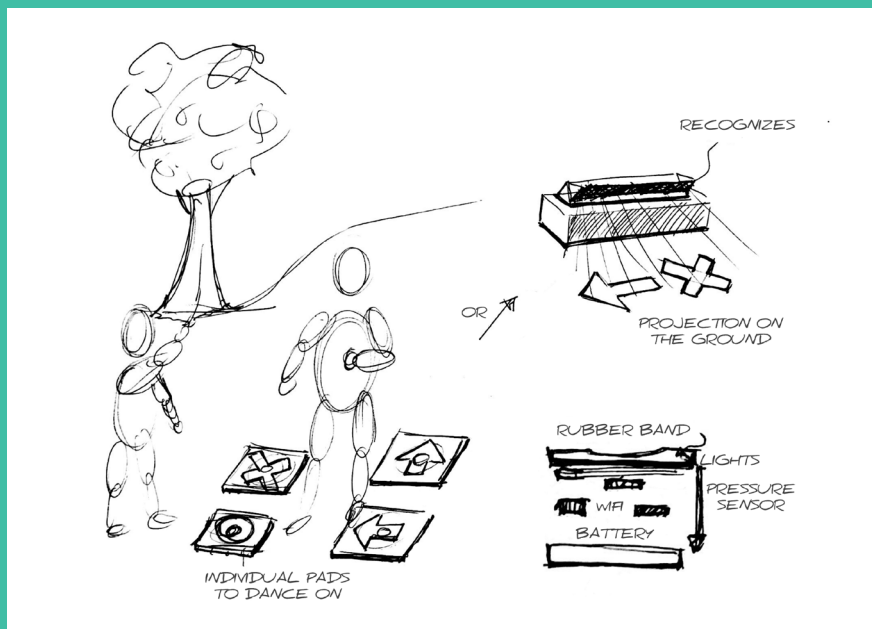 RECOGNIZES
OR
PROJECTION ON
THE GROUND
RUBBER BAND
LIGHTS
PRESSURE
SENSOR
WIFI
BATTERY
INDIVIDUAL PADS
TO DANCE ON